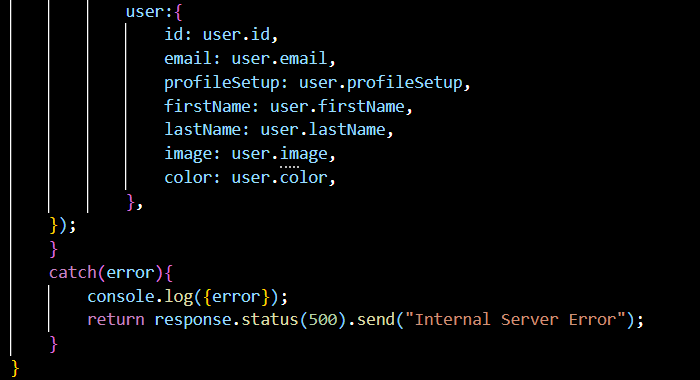 user:{
id: user.id,
email: user.email,
profileSetup: user.profileSetup,
firstName: user.firstName,
lastName: user.lastName,
image: user.image,
color: user.color,
},
});
}
catch(error){
console.log({error});
return response.status(500).send("Internal Server Error");
}
}